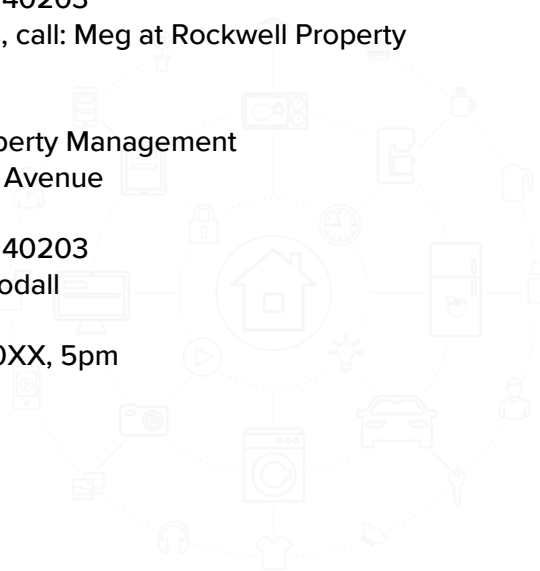 40203
, call: Meg at Rockwell Property
perty Management
Avenue
40203
odall
0XX, 5pm